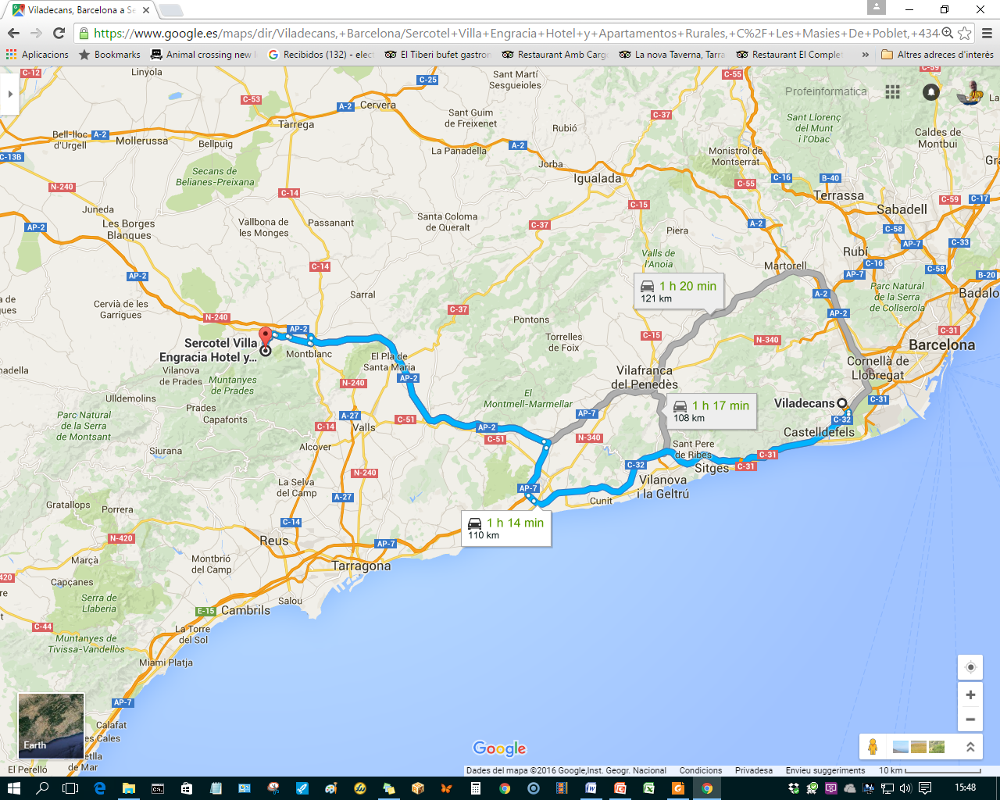 Viladecans, Barcelona a Se
https://www.google.es/maps/dir/Viladecans,+Barcelona/Sercotel+Villa+Engracia+Hotel+y+Apartamentos+Rurales,+C%2F+Les+Masies+De+Poblet,+434
Aplicacions Bookmarks Animal crossing new Recibidos (132) - elect El Tiberi bufet gastron Restaurant Amb Carg La nova Taverna, Tarra Restaurant El Complet » Altres adreces d'interès
Profeinformatica
C-12
Linyola
C-53
C-25
Sant Martí
Sesgueioles
C-55
C-59
A-2
Cervera
Tàrrega
Sant Guim
de Freixenet
C-37
Rubió
Sant Llorenç
del Munt
i l'Obac
Caldes de
Montbui
Bell-lloc
d'Urgell
A-2
Mollerussa
Bellpuig
La Panadella
A-2
Jorba
Monistrol de
Montserrat
C-13B
Secans de
Belianes-Preixana
Igualada
C-55
C-16
B-40
N-240
C-14
Terrassa
C-59
C-17
C-15
Sabadell
Juneda
Les Borges
Blanques
Vallbona de
les Monges
Passanant
Santa Coloma
de Queralt
C-37
Piera
A-2
C-58
AP-2
AP-7
C-33
Valls de
l'Anoia
Rubí
C-14
Martorell
C-16
C-58
AP-2
AP-7
B-20
1 h 20 min
121 km
Parc Natural
de la Serra
de Collserola
Badalo
Cervià de les
Garrigues
Sarral
A-2
C-37
AP-2
N-240
Pontons
AP-2
C-31
Sercotel Villa
Engracia Hotel y...
Torrelles
de Foix
C-15
N-340
Barcelona
Montblanc
El Pla de
Santa Maria
Vilafranca
del Penedès
Cornellà de
Llobregat
Vilanova
de Prades
Muntanyes
de Prades
N-240
AP-2
El
Montmell-Marmellar
Viladecans
C-31
Ulldemolins
Prades
Capafonts
1 h 17 min
108 km
AP-7
C-32
Parc Natural
de la Serra
de Montsant
A-27
C-51
Valls
C-14
AP-2
C-51
N-340
Castelldefels
Siurana
Alcover
Sant Pere
de Ribes
C-31
C-32
Sitges
C-31
N-240
La Selva
del Camp
AP-7
Vilanova
i la Geltrú
Cunit
Gratallops
Porrera
A-27
1 h 14 min
110 km
C-14
N-420
Reus
AP-7
Marçà
Montbrió
del Camp
Tarragona
420
Capçanes
Serra de
Llaberia
Salou
E-15
Cambrils
C-44
La Torre
del Sol
Muntanyes de
Tivissa-Vandellòs
Miami Platja
AP-7
Calafat
es Cales
etlla
de Mar
El Perelló
Earth
Google
Dades del mapa ©2016 Google,Inst. Geogr. Nacional Condicions Privadesa Envieu suggeriments 10 km
15:48